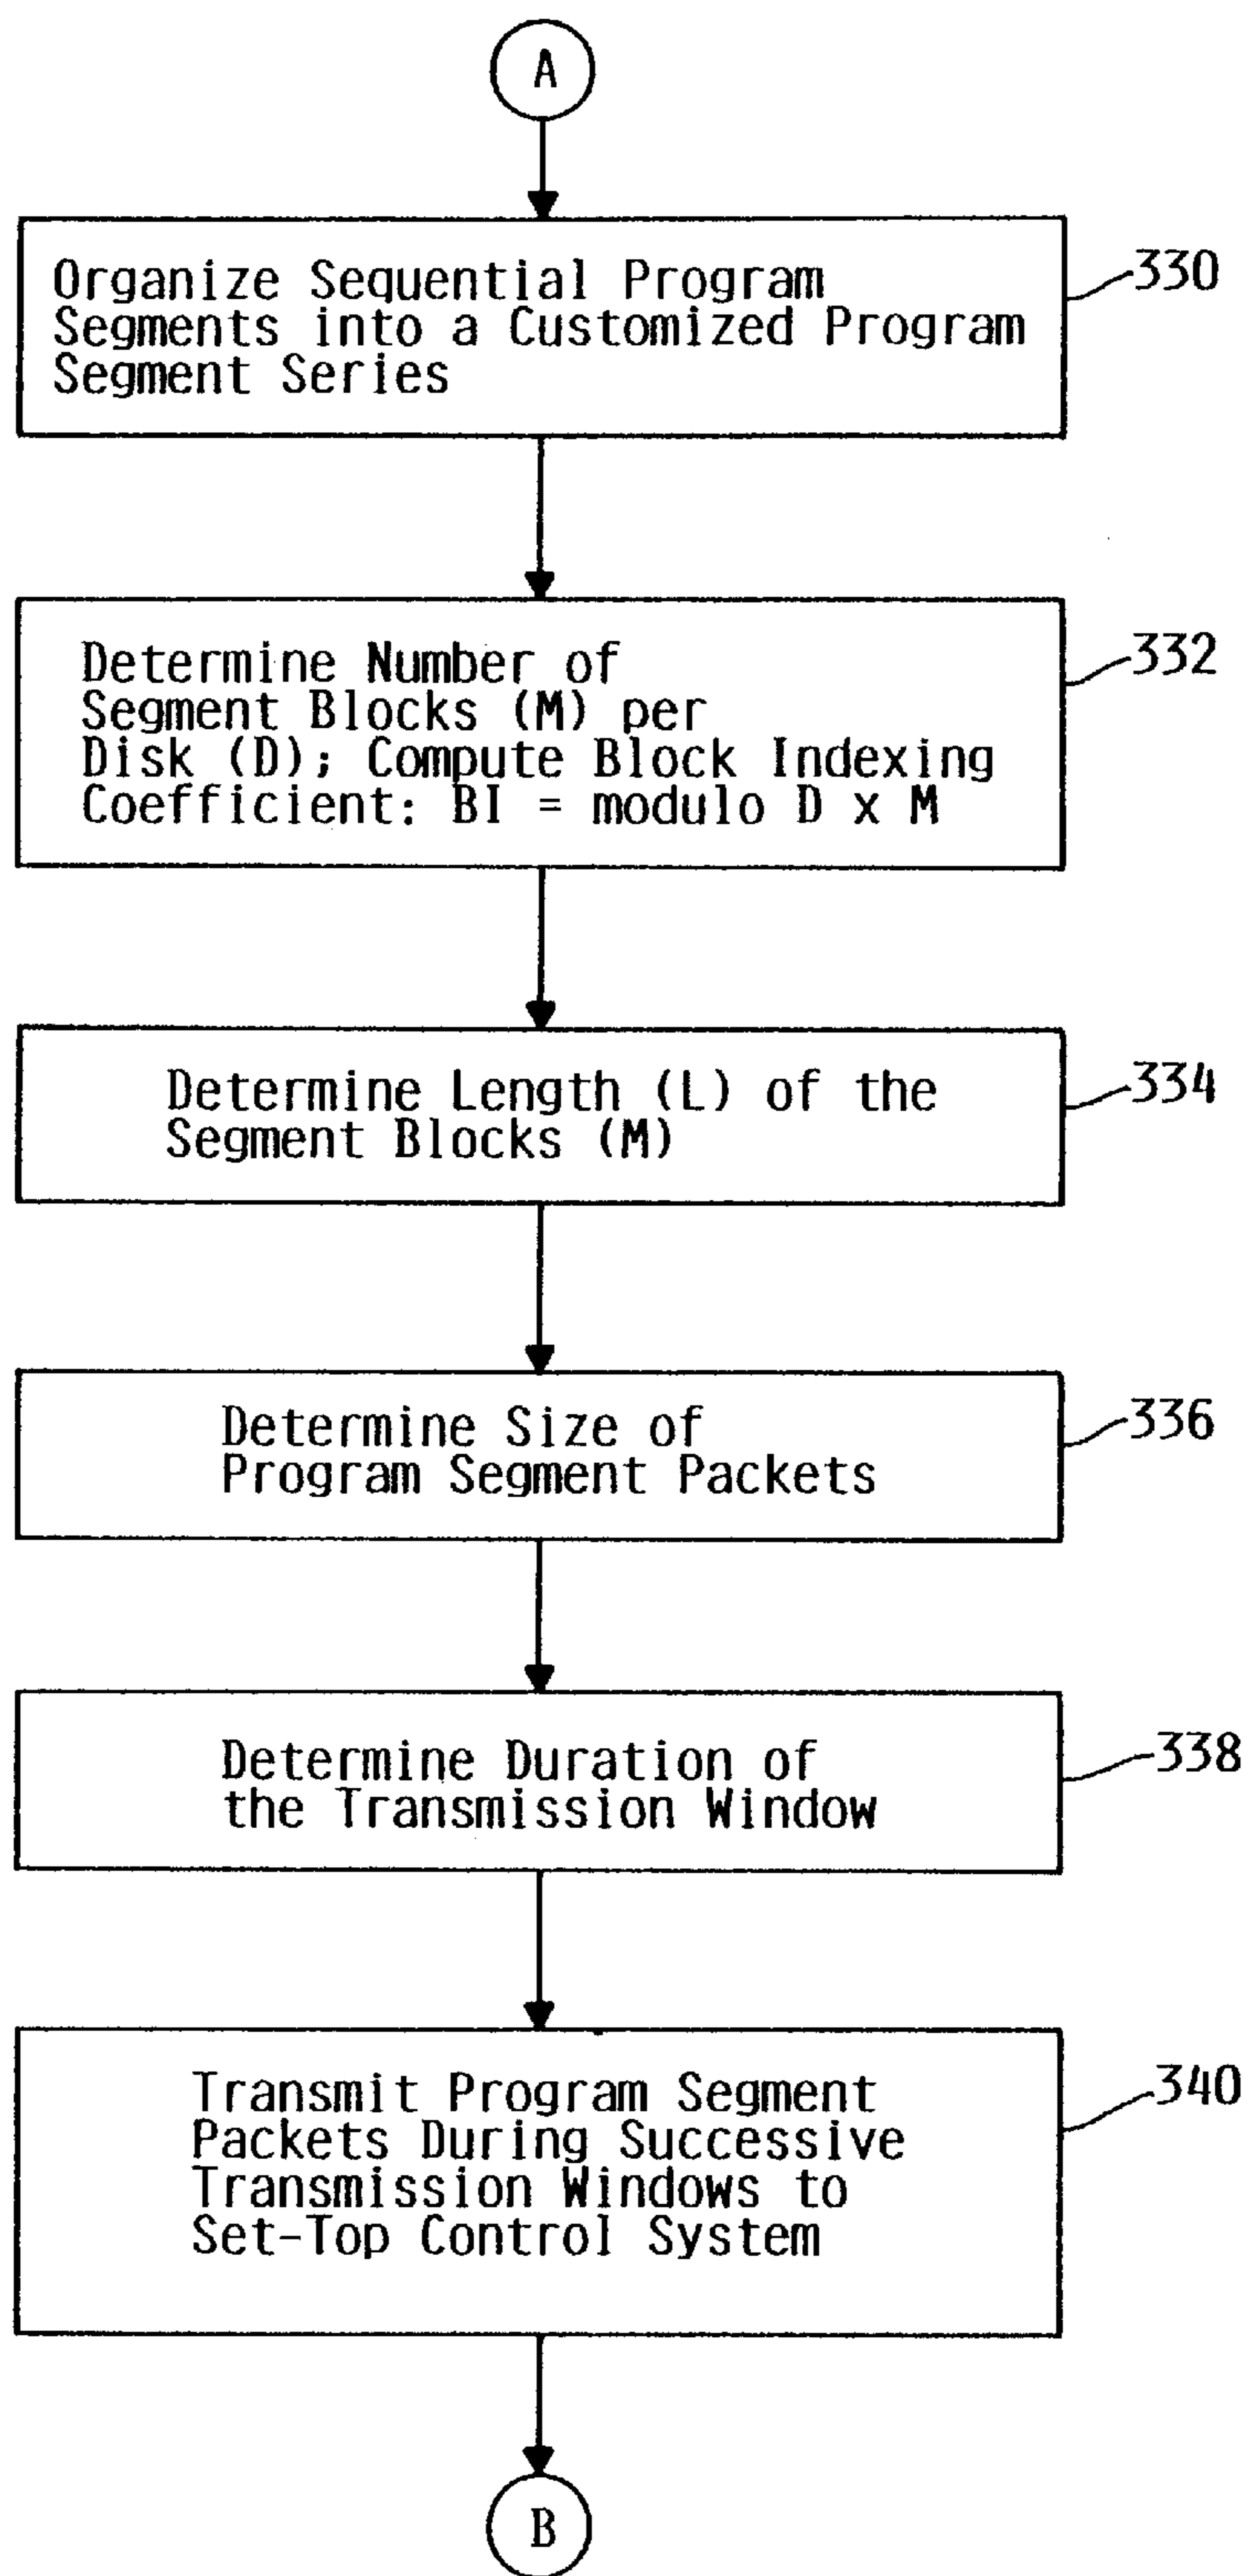 A
Organize Sequential Program
Segments into a Customized Program
Segment Series
330
Determine Number of
Segment Blocks (M) per
Disk (D); Compute Block Indexing
Coefficient: BI = modulo D x M
332
Determine Length (L) of the
Segment Blocks (M)
334
Determine Size of
Program Segment Packets
336
Determine Duration of
the Transmission Window
338
Transmit Program Segment
Packets During Successive
Transmission Windows to
Set-Top Control System
340
B